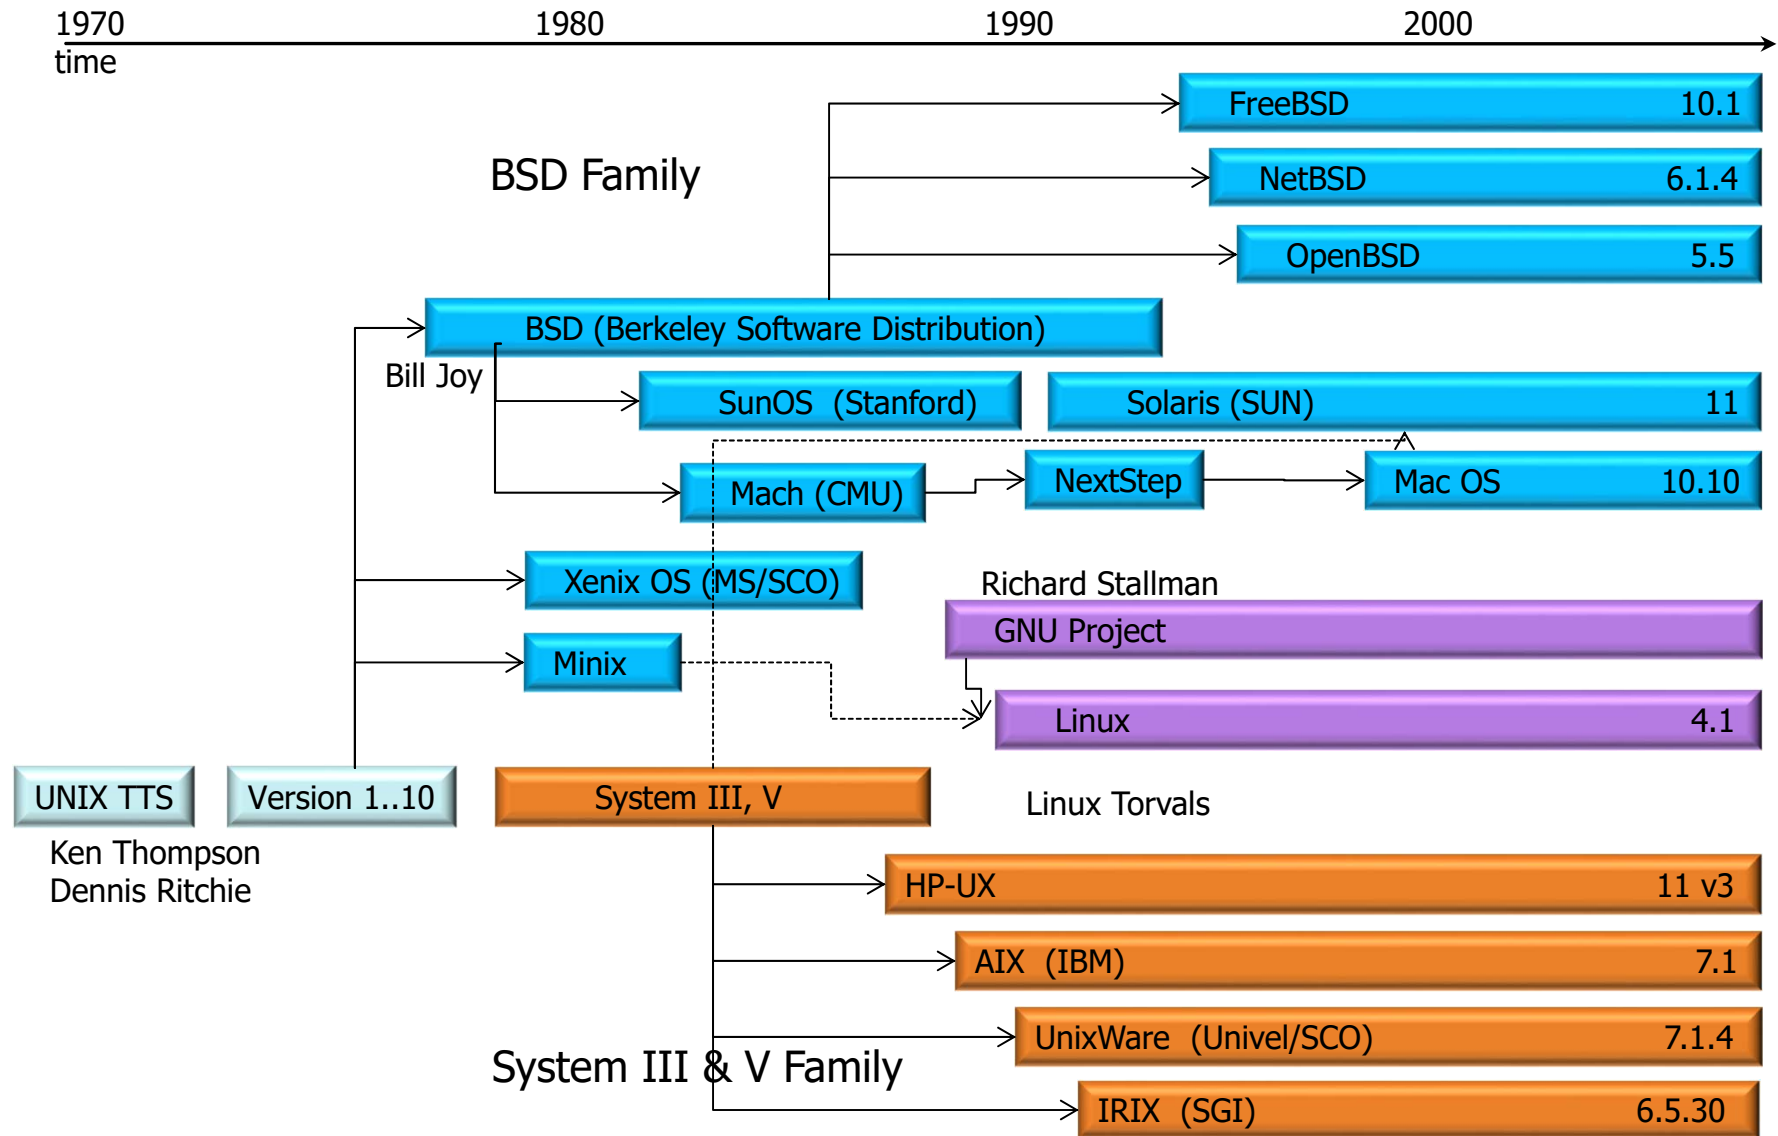 1970 1980 1990 2000
time
FreeBSD 10.1
BSD Family
NetBSD 6.1.4
OpenBSD 5.5
BSD (Berkeley Software Distribution)
Bill Joy
SunOS (Stanford)
Solaris (SUN) 11
Mach (CMU)
NextStep
Mac OS 10.10
Xenix OS (MS/SCO)
Richard Stallman
GNU Project
Minix
Linux 4.1
UNIX TTS
Version 1..10
System III, V
Linux Torvals
Ken Thompson
Dennis Ritchie
HP-UX 11 v3
AIX (IBM) 7.1
UnixWare (Univel/SCO) 7.1.4
System III & V Family
IRIX (SGI) 6.5.30